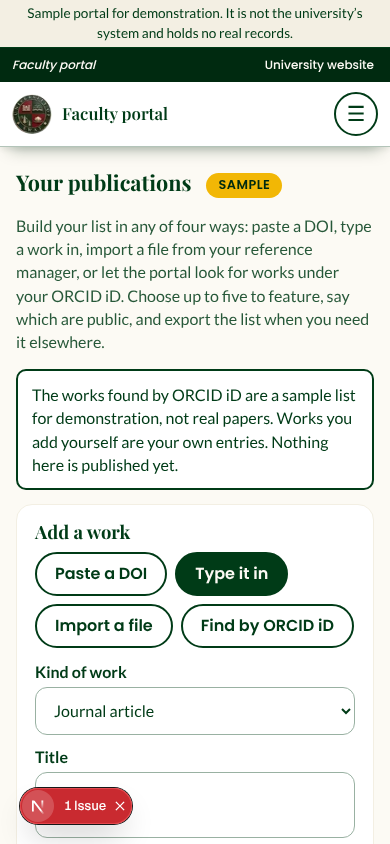 Sample portal for demonstration. It is not the university's
system and holds no real records.
Faculty portal
University website
Faculty portal
☰
Your publications
SAMPLE
Build your list in any of four ways: paste a DOI, type
a work in, import a file from your reference
manager, or let the portal look for works under
your ORCID iD. Choose up to five to feature, say
which are public, and export the list when you need
it elsewhere.
The works found by ORCID iD are a sample list
for demonstration, not real papers. Works you
add yourself are your own entries. Nothing
here is published yet.
Add a work
Paste a DOI
Type it in
Import a file
Find by ORCID iD
Kind of work
Journal article
Title
N
1 Issue